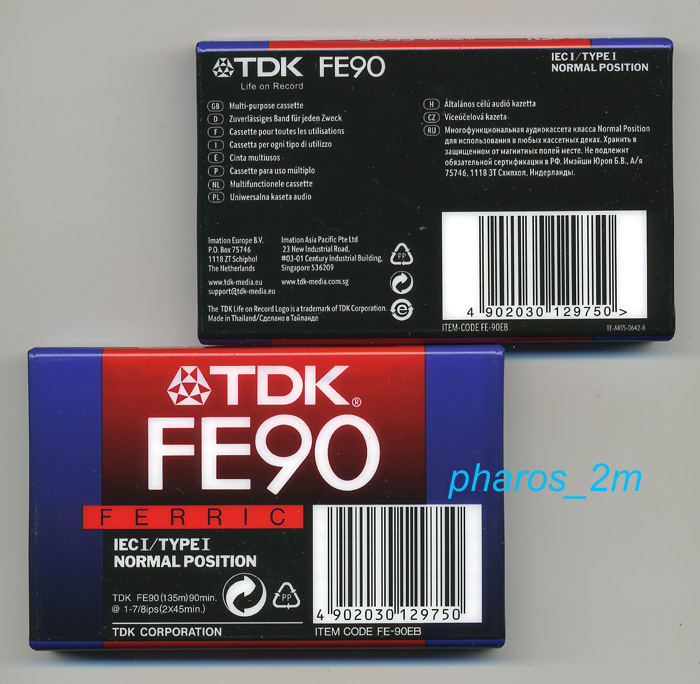 TDK FE90
Life on Record
IEC I / TYPE I
NORMAL POSITION
GB Multi-purpose cassette
D Zuverlässiges Band für jeden Zweck
F Cassette pour toutes les utilisations
I Cassetta per ogni tipo di utilizzo
E Cinta multiusos
P Cassete para uso múltiplo
NL Multifunctionele cassette
PL Uniwersalna kaseta audio
H Általános célú audió kazetta
CZ Víceúčelová kazeta
RU Многофункциональная аудиокассета класса Normal Position
для использования в любых кассетных деках. Хранить в
защищенном от магнитных полей месте. Не подлежит
обязательной сертификации в РФ. Имэйшн Юроп Б.В., А/я
75746, 1118 ЗТ Схипхол, Нидерланды.
Imation Europe B.V.
P.O. Box 75746
1118 ZT Schiphol
The Netherlands
www.tdk-media.eu
support@tdk-media.eu
Imation Asia Pacific Pte Ltd
23 New Industrial Road,
#03-01 Century Industrial Building,
Singapore 536209
www.tdk-media.com.sg
The TDK Life on Record Logo is a trademark of TDK Corporation.
Made in Thailand/Сделано в Тайланде
PP
e
4 902030 129750 >
ITEM-CODE FE-90EB
TE-ARTS-0642-B
TDK®
FE90
FERRIC
IEC I / TYPE I
NORMAL POSITION
TDK FE90 (135m) 90min.
@ 1-7/8ips (2X45min.)
TDK CORPORATION
PP
4 902030 129750
ITEM CODE FE-90EB
pharos_2m